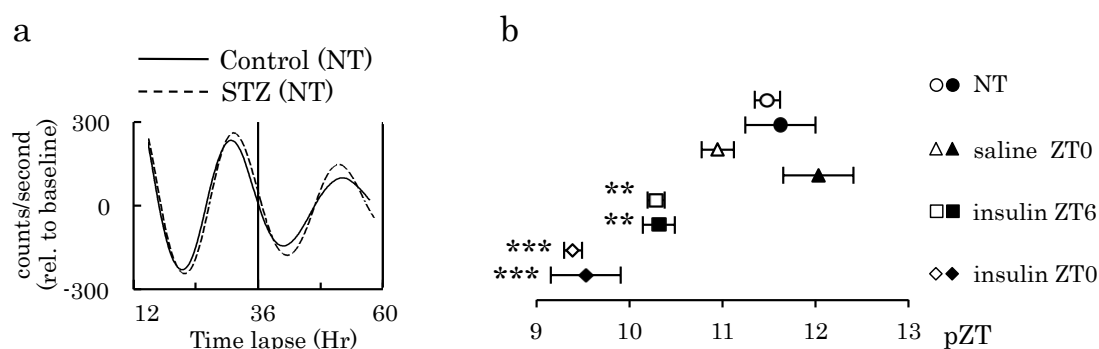 a
Control (NT)
STZ (NT)
counts/second
(rel. to baseline)
300
0
-300
12
36
60
Time lapse (Hr)
b
**
**
***
***
9
10
11
12
13
pZT
NT
saline ZT0
insulin ZT6
insulin ZT0